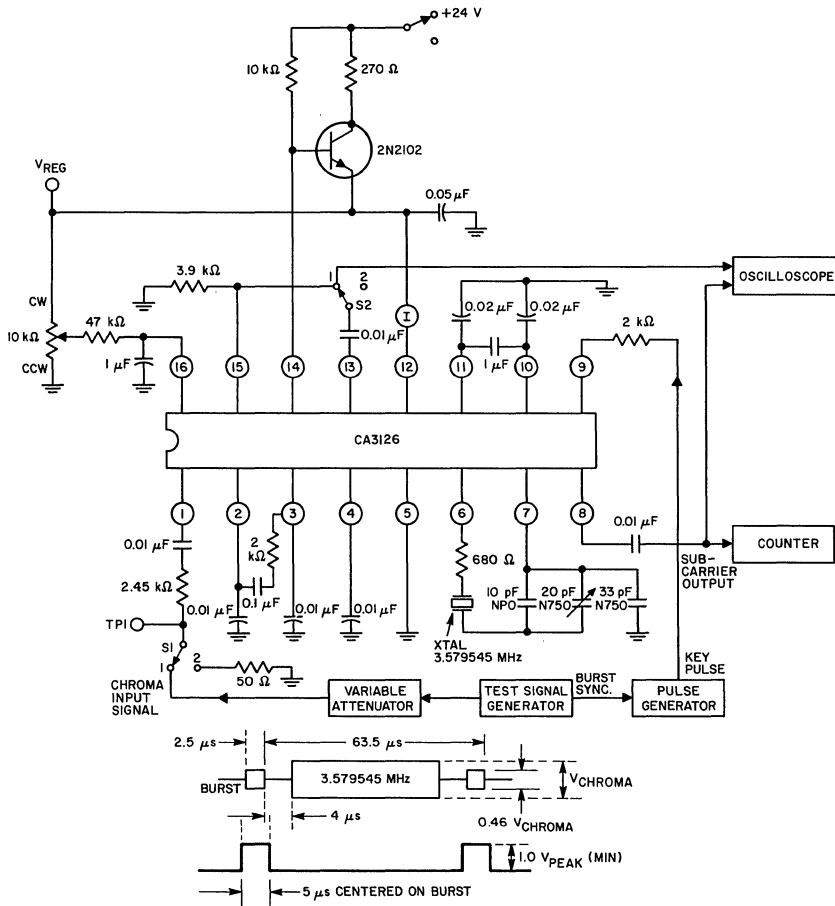 +24 V
10 kΩ
270 Ω
2N2102
VREG
0.05 μF
3.9 kΩ
1
2
S2
OSCILLOSCOPE
CW
10 kΩ
CCW
47 kΩ
1 μF
0.01 μF
I
0.02 μF
0.02 μF
1 μF
2 kΩ
16
15
14
13
12
11
10
9
CA3126
1
2
3
4
5
6
7
8
0.01 μF
2.45 kΩ
2 kΩ
0.01 μF
0.1 μF
0.01 μF
0.01 μF
680 Ω
XTAL
3.579545 MHz
10 pF
NPO
20 pF
N750
33 pF
N750
0.01 μF
SUB-
CARRIER
OUTPUT
COUNTER
TP1
S1
1
2
50 Ω
CHROMA
INPUT
SIGNAL
VARIABLE
ATTENUATOR
TEST SIGNAL
GENERATOR
BURST
SYNC.
KEY
PULSE
PULSE
GENERATOR
2.5 μs
63.5 μs
BURST
3.579545 MHz
VCHROMA
4 μs
0.46 VCHROMA
1.0 VPEAK (MIN)
5 μs CENTERED ON BURST